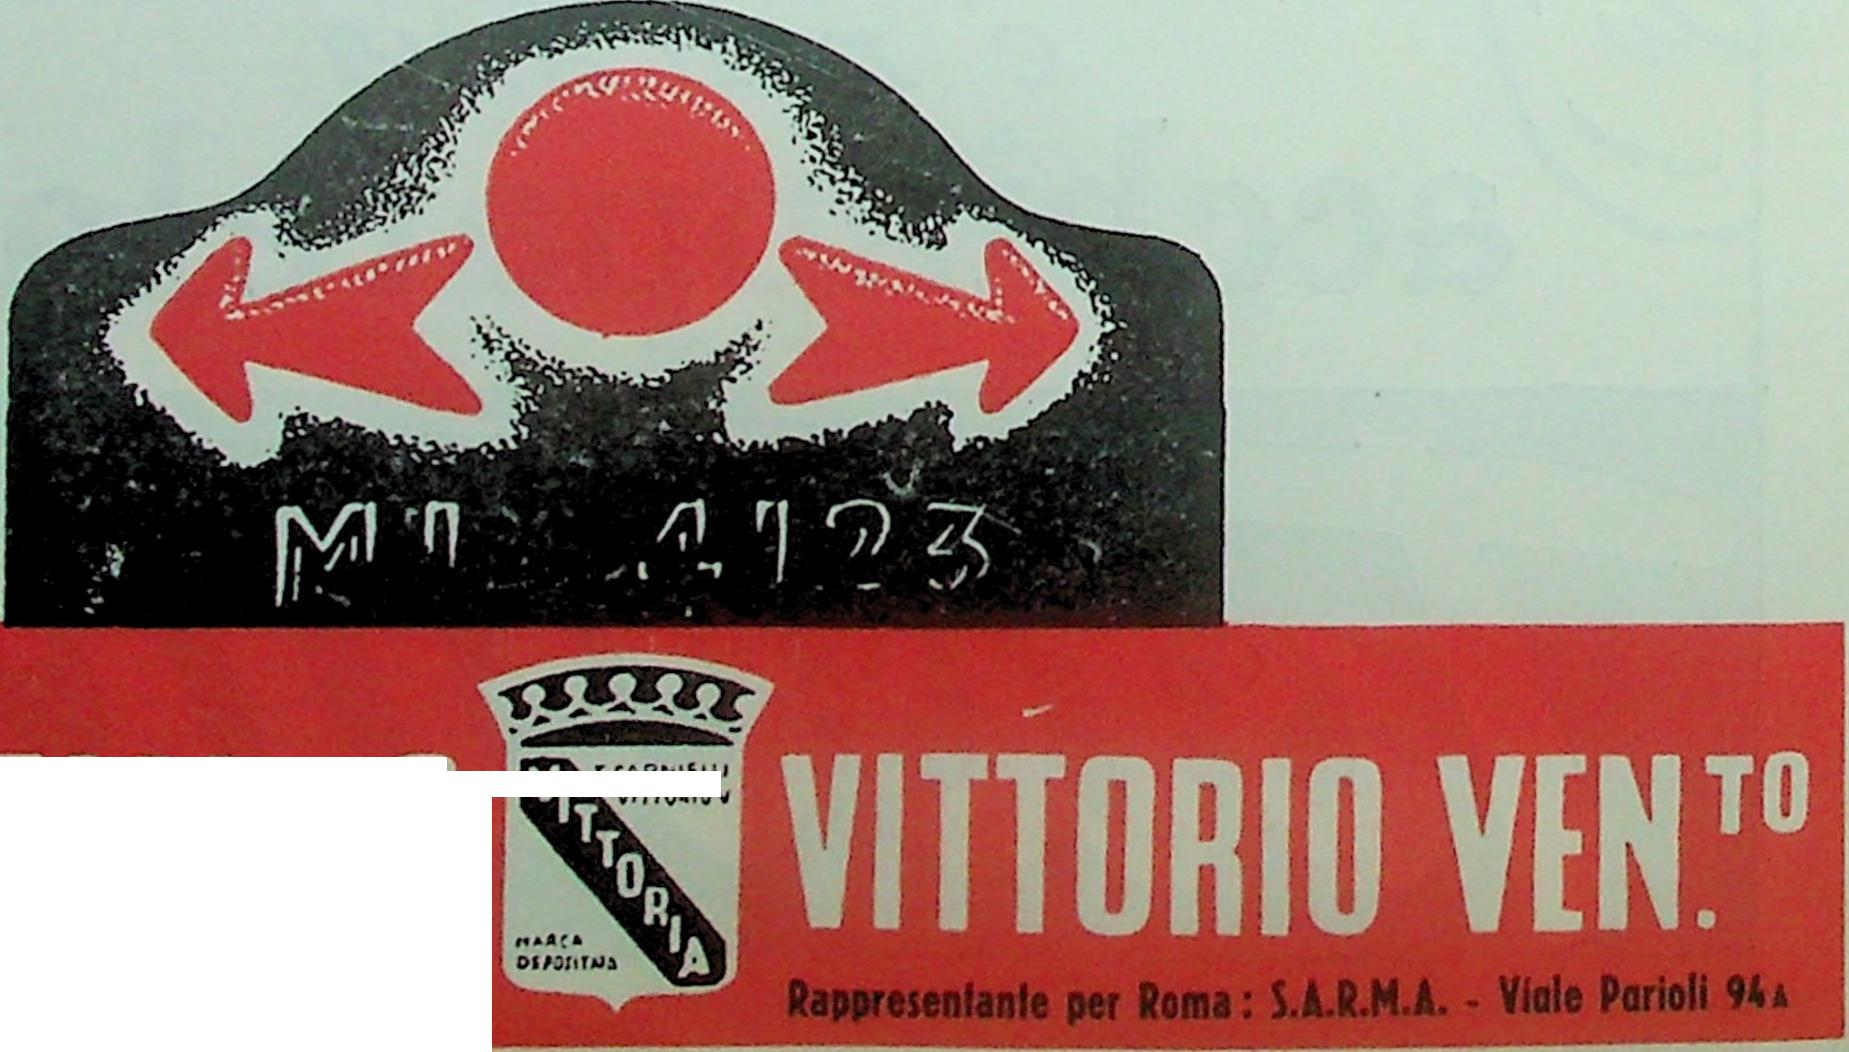 MI 4123
VITTORIA
MARCA
DEPOSITATA
VITTORIO VEN.TO
Rappresentante per Roma: S.A.R.M.A. - Viale Parioli 94A